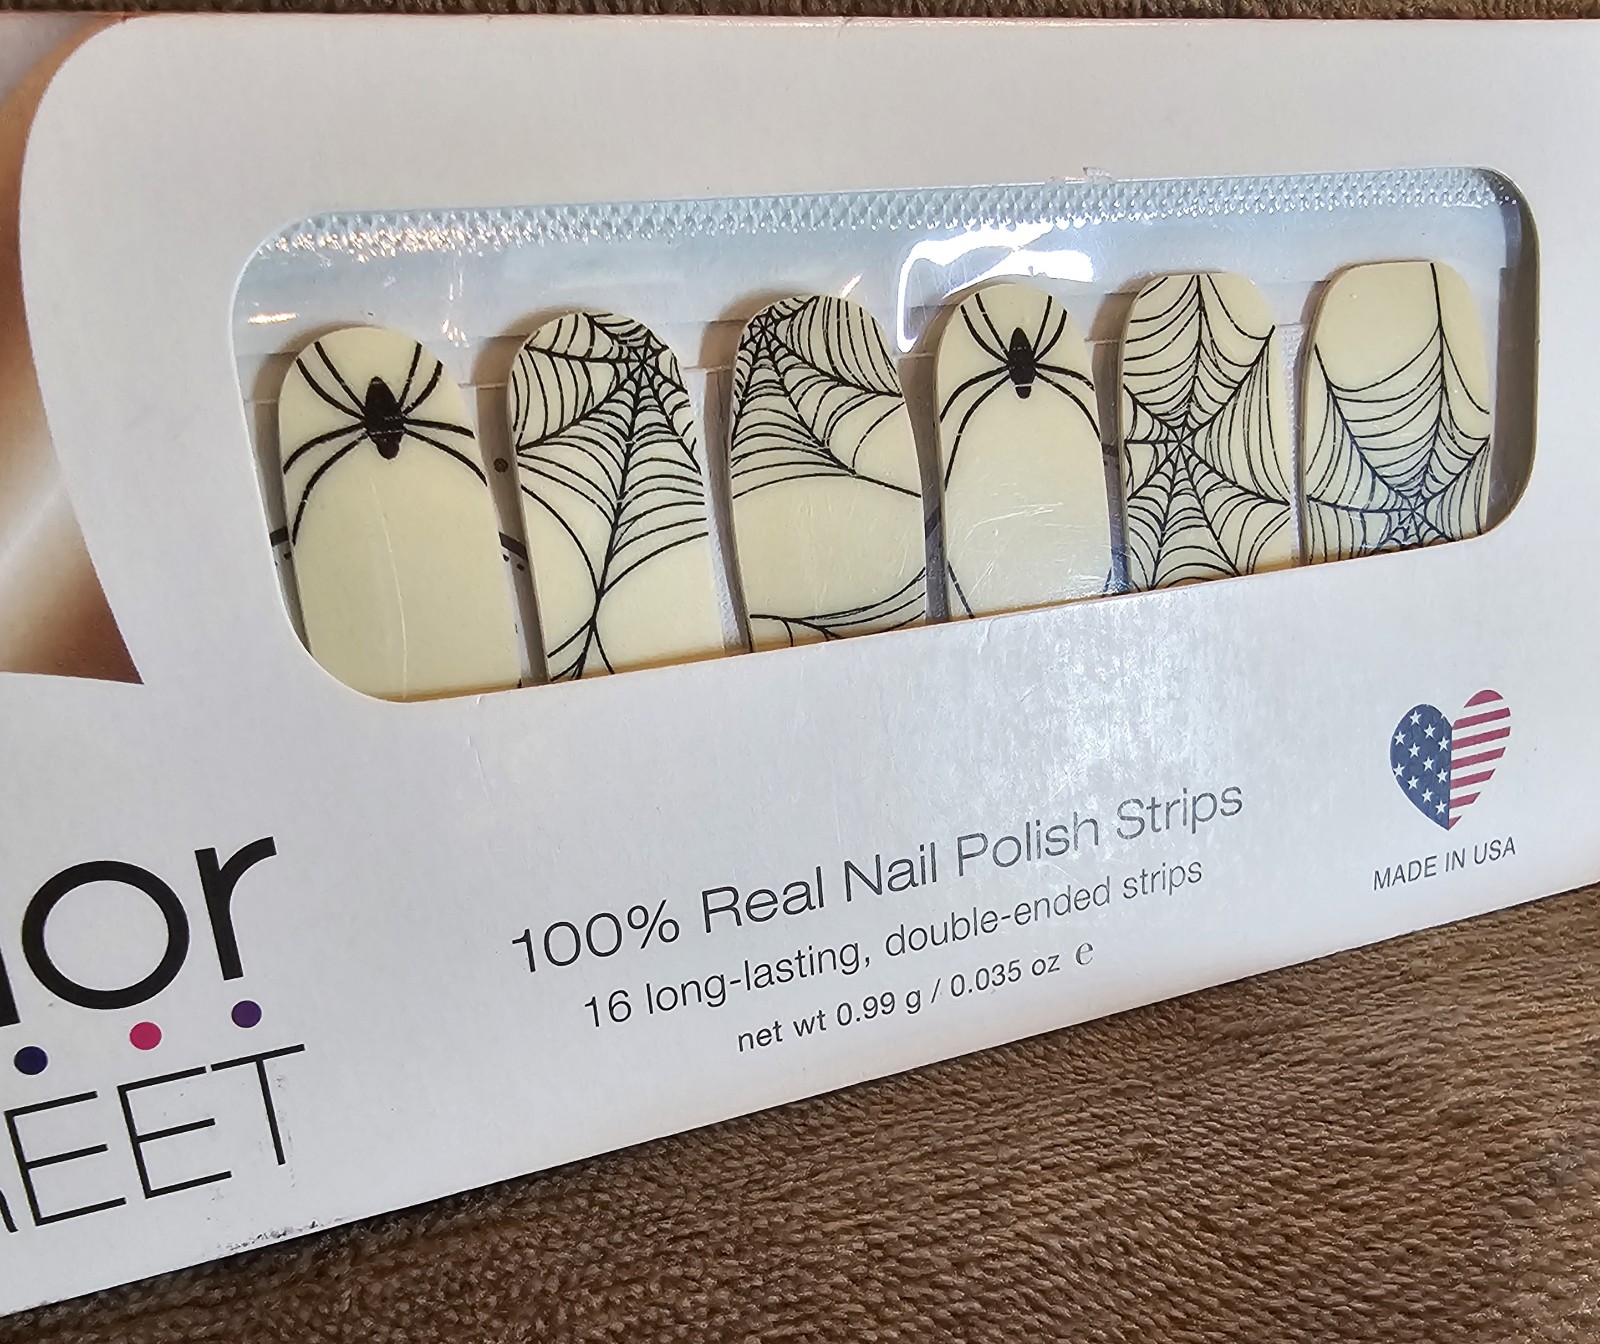 100% Real Nail Polish Strips
16 long-lasting, double-ended strips
net wt 0.99 g / 0.035 oz e
MADE IN USA
or
EET